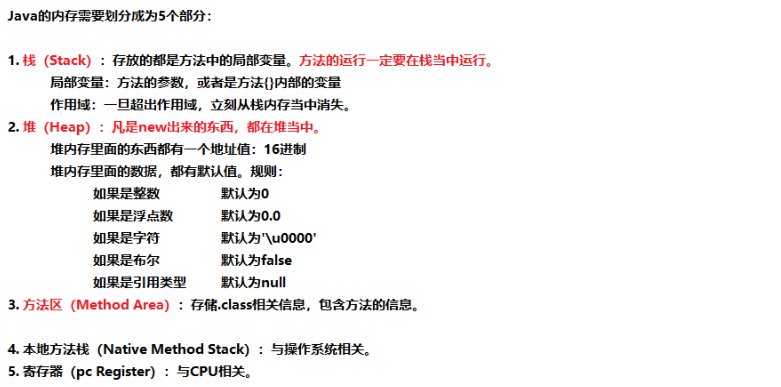 Java的内存需要划分成为5个部分：
1. 栈（Stack）：存放的都是方法中的局部变量。方法的运行一定要在栈当中运行。
局部变量：方法的参数，或者是方法{}内部的变量
作用域：一旦超出作用域，立刻从栈内存当中消失。
2. 堆（Heap）：凡是new出来的东西，都在堆当中。
堆内存里面的东西都有一个地址值：16进制
堆内存里面的数据，都有默认值。规则：
如果是整数 默认为0
如果是浮点数 默认为0.0
如果是字符 默认为'\u0000'
如果是布尔 默认为false
如果是引用类型 默认为null
3. 方法区（Method Area）：存储.class相关信息，包含方法的信息。
4. 本地方法栈（Native Method Stack）：与操作系统相关。
5. 寄存器（pc Register）：与CPU相关。